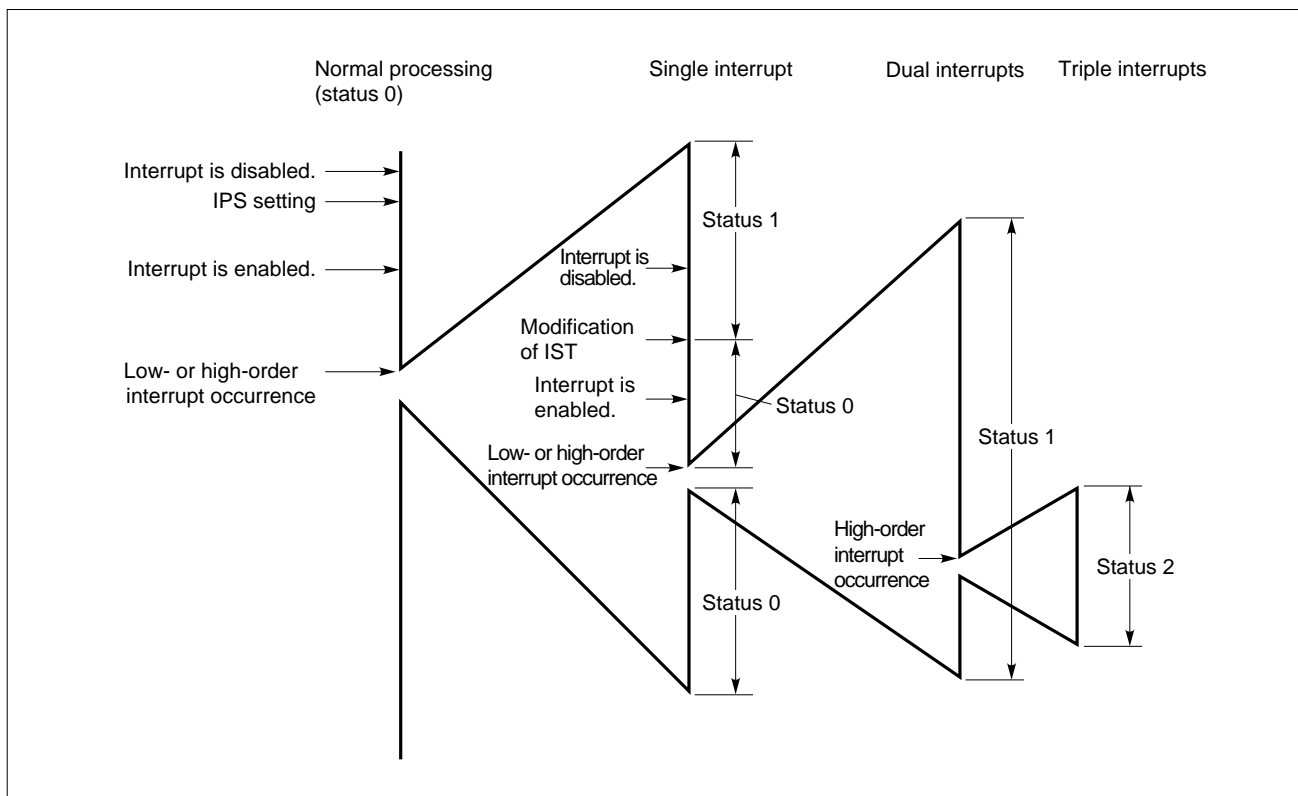 Normal processing
(status 0)
Single interrupt
Dual interrupts
Triple interrupts
Interrupt is disabled.
IPS setting
Interrupt is enabled.
Low- or high-order
interrupt occurrence
Status 1
Interrupt is
disabled.
Modification
of IST
Interrupt is
enabled.
Status 0
Low- or high-order
interrupt occurrence
Status 0
Status 1
High-order
interrupt
occurrence
Status 2